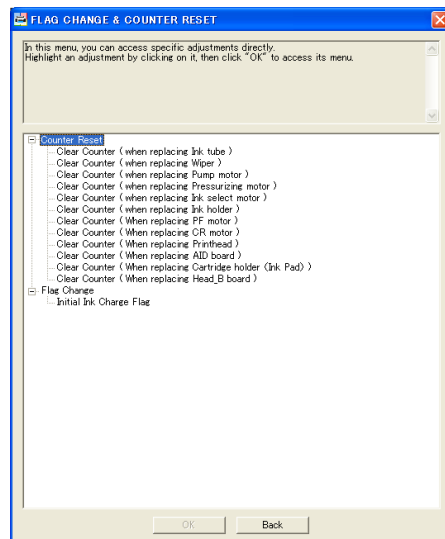 FLAG CHANGE & COUNTER RESET
In this menu, you can access specific adjustments directly.
Highlight an adjustment by clicking on it, then click "OK" to access its menu.
Counter Reset
Clear Counter ( when replacing Ink tube )
Clear Counter ( when replacing Wiper )
Clear Counter ( when replacing Pump motor )
Clear Counter ( when replacing Pressurizing motor )
Clear Counter ( when replacing Ink select motor )
Clear Counter ( when replacing Ink holder )
Clear Counter ( When replacing PF motor )
Clear Counter ( When replacing CR motor )
Clear Counter ( When replacing Printhead )
Clear Counter ( When replacing AID board )
Clear Counter ( When replacing Cartridge holder (Ink Pad) )
Clear Counter ( When replacing Head_B board )
Flag Change
Initial Ink Charge Flag
OK
Back